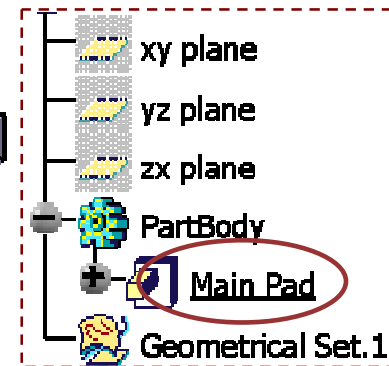 xy plane
yz plane
zx plane
PartBody
Main Pad
Geometrical Set.1